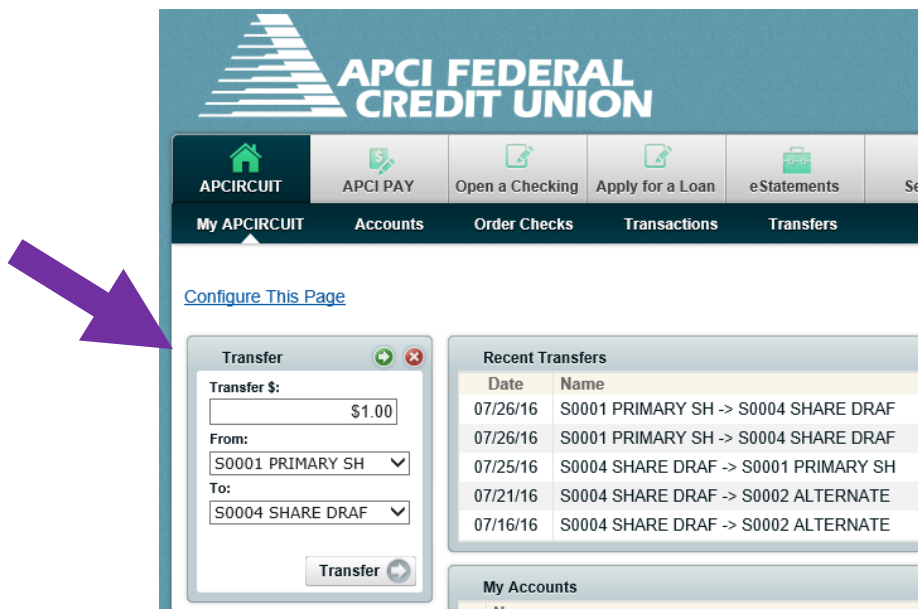 APCI FEDERAL
CREDIT UNION
APCIRCUIT APCI PAY Open a Checking Apply for a Loan eStatements
My APCIRCUIT Accounts Order Checks Transactions Transfers
Configure This Page
Transfer
Transfer $:
$1.00
From:
S0001 PRIMARY SH
To:
S0004 SHARE DRAF
Transfer
Recent Transfers
Date Name
07/26/16 S0001 PRIMARY SH -> S0004 SHARE DRAF
07/26/16 S0001 PRIMARY SH -> S0004 SHARE DRAF
07/25/16 S0004 SHARE DRAF -> S0001 PRIMARY SH
07/21/16 S0004 SHARE DRAF -> S0002 ALTERNATE
07/16/16 S0004 SHARE DRAF -> S0002 ALTERNATE
My Accounts